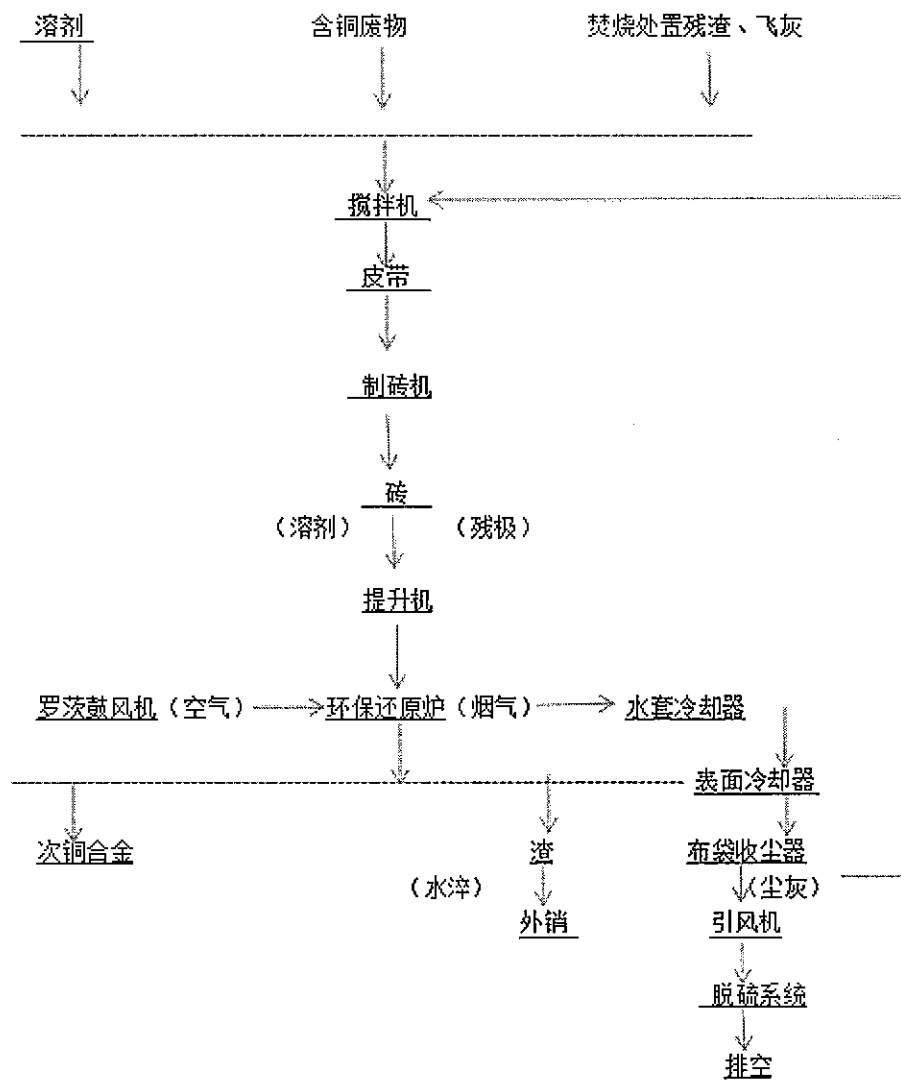 溶剂 含铜废物 焚烧处置残渣、飞灰
搅拌机
皮带
制砖机
砖
（溶剂） （残极）
提升机
罗茨鼓风机（空气） 环保还原炉（烟气） 水套冷却器
表面冷却器
次铜合金 渣 布袋收尘器
（水淬） （尘灰）
外销 引风机
脱硫系统
排空